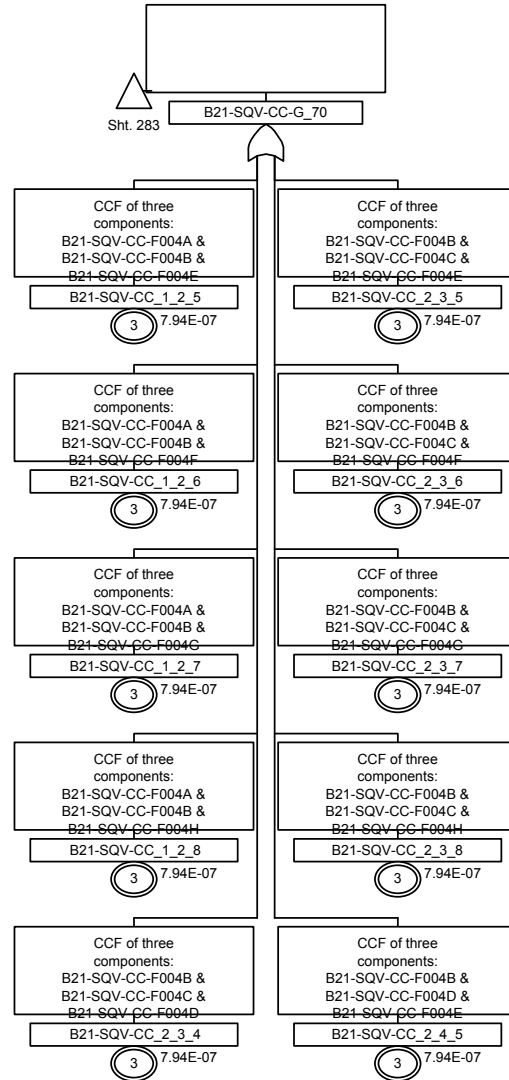 Sht. 283
B21-SQV-CC-G_70
CCF of three
components:
B21-SQV-CC-F004A &
B21-SQV-CC-F004B &
B21-SQV-CC-F004E
B21-SQV-CC_1_2_5
3
7.94E-07
CCF of three
components:
B21-SQV-CC-F004B &
B21-SQV-CC-F004C &
B21-SQV-CC-F004E
B21-SQV-CC_2_3_5
3
7.94E-07
CCF of three
components:
B21-SQV-CC-F004A &
B21-SQV-CC-F004B &
B21-SQV-CC-F004F
B21-SQV-CC_1_2_6
3
7.94E-07
CCF of three
components:
B21-SQV-CC-F004B &
B21-SQV-CC-F004C &
B21-SQV-CC-F004F
B21-SQV-CC_2_3_6
3
7.94E-07
CCF of three
components:
B21-SQV-CC-F004A &
B21-SQV-CC-F004B &
B21-SQV-CC-F004G
B21-SQV-CC_1_2_7
3
7.94E-07
CCF of three
components:
B21-SQV-CC-F004B &
B21-SQV-CC-F004C &
B21-SQV-CC-F004G
B21-SQV-CC_2_3_7
3
7.94E-07
CCF of three
components:
B21-SQV-CC-F004A &
B21-SQV-CC-F004B &
B21-SQV-CC-F004H
B21-SQV-CC_1_2_8
3
7.94E-07
CCF of three
components:
B21-SQV-CC-F004B &
B21-SQV-CC-F004C &
B21-SQV-CC-F004H
B21-SQV-CC_2_3_8
3
7.94E-07
CCF of three
components:
B21-SQV-CC-F004B &
B21-SQV-CC-F004C &
B21-SQV-CC-F004D
B21-SQV-CC_2_3_4
3
7.94E-07
CCF of three
components:
B21-SQV-CC-F004B &
B21-SQV-CC-F004D &
B21-SQV-CC-F004E
B21-SQV-CC_2_4_5
3
7.94E-07